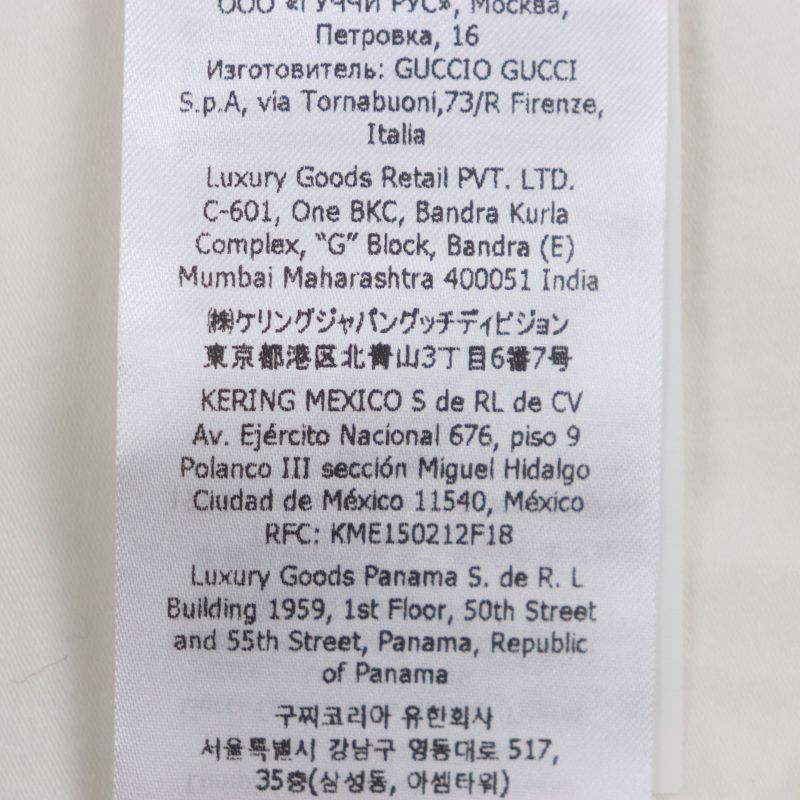 ООО «ГУЧЧИ РУС», Москва,
Петровка, 16
Изготовитель: GUCCIO GUCCI
S.p.A, via Tornabuoni,73/R Firenze,
Italia
Luxury Goods Retail PVT. LTD.
C-601, One BKC, Bandra Kurla
Complex, “G” Block, Bandra (E)
Mumbai Maharashtra 400051 India
㈱ケリングジャパングッチディビジョン
東京都港区北青山3丁目6番7号
KERING MEXICO S de RL de CV
Av. Ejército Nacional 676, piso 9
Polanco III sección Miguel Hidalgo
Ciudad de México 11540, México
RFC: KME150212F18
Luxury Goods Panama S. de R. L
Building 1959, 1st Floor, 50th Street
and 55th Street, Panama, Republic
of Panama
구찌코리아 유한회사
서울특별시 강남구 영동대로 517,
35층(삼성동, 아셈타워)